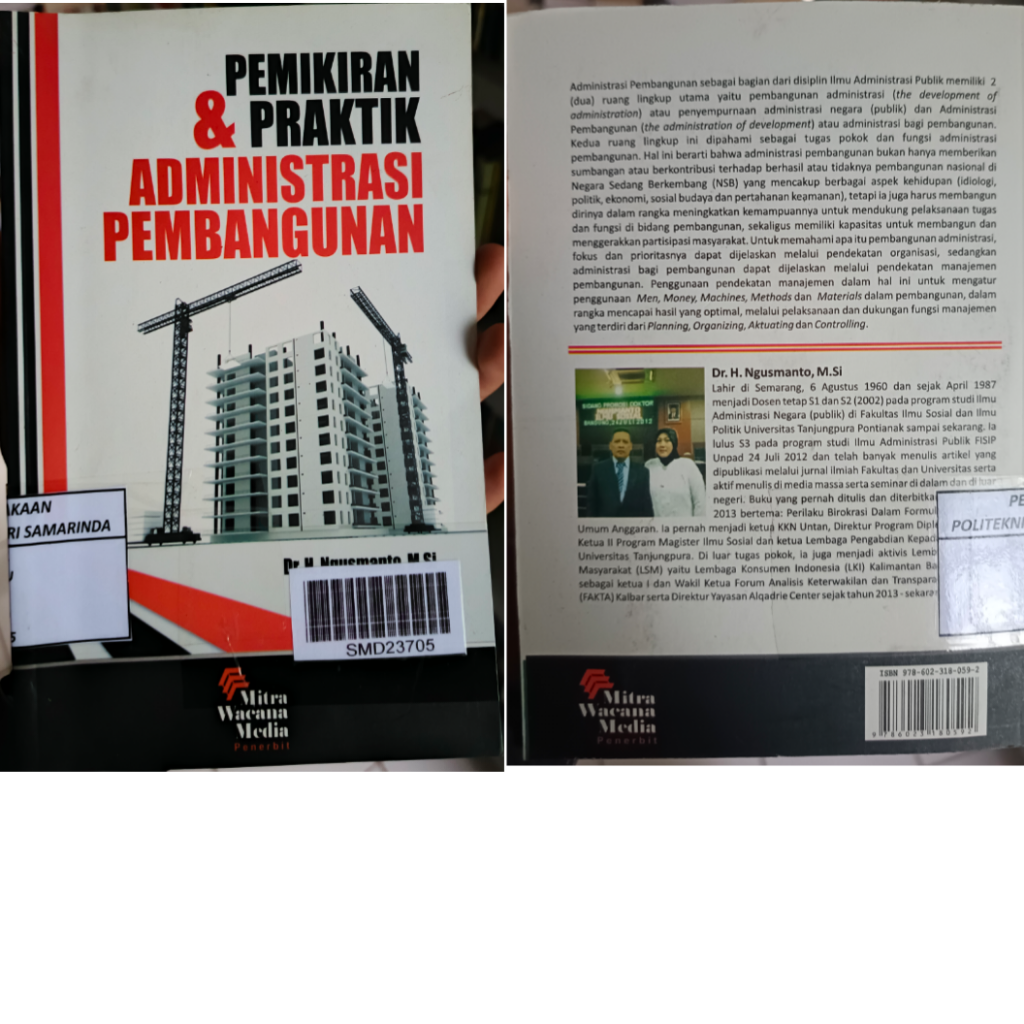 PEMIKIRAN
& PRAKTIK
ADMINISTRASI
PEMBANGUNAN
AKAAN
RI SAMARINDA
Dr. H. Ngusmanto, M.Si
SMD23705
Mitra
Wacana
Media
Penerbit
Administrasi Pembangunan sebagai bagian dari disiplin Ilmu Administrasi Publik memiliki 2
(dua) ruang lingkup utama yaitu pembangunan administrasi (the development of
administration) atau penyempurnaan administrasi negara (publik) dan Administrasi
Pembangunan (the administration of development) atau administrasi bagi pembangunan.
Kedua ruang lingkup ini dipahami sebagai tugas pokok dan fungsi administrasi
pembangunan. Hal ini berarti bahwa administrasi pembangunan bukan hanya memberikan
sumbangan atau berkontribusi terhadap berhasil atau tidaknya pembangunan nasional di
Negara Sedang Berkembang (NSB) yang mencakup berbagai aspek kehidupan (idiologi,
politik, ekonomi, sosial budaya dan pertahanan keamanan), tetapi ia juga harus membangun
dirinya dalam rangka meningkatkan kemampuannya untuk mendukung pelaksanaan tugas
dan fungsi di bidang pembangunan, sekaligus memiliki kapasitas untuk membangun dan
menggerakkan partisipasi masyarakat. Untuk memahami apa itu pembangunan administrasi,
fokus dan prioritasnya dapat dijelaskan melalui pendekatan organisasi, sedangkan
administrasi bagi pembangunan dapat dijelaskan melalui pendekatan manajemen
pembangunan. Penggunaan pendekatan manajemen dalam hal ini untuk mengatur
penggunaan Men, Money, Machines, Methods dan Materials dalam pembangunan, dalam
rangka mencapai hasil yang optimal, melalui pelaksanaan dan dukungan fungsi manajemen
yang terdiri dari Planning, Organizing, Aktuating dan Controlling.
Dr. H. Ngusmanto, M.Si
Lahir di Semarang, 6 Agustus 1960 dan sejak April 1987
menjadi Dosen tetap S1 dan S2 (2002) pada program studi Ilmu
Administrasi Negara (publik) di Fakultas Ilmu Sosial dan Ilmu
Politik Universitas Tanjungpura Pontianak sampai sekarang. Ia
lulus S3 pada program studi Ilmu Administrasi Publik FISIP
Unpad 24 Juli 2012 dan telah banyak menulis artikel yang
dipublikasi melalui jurnal ilmiah Fakultas dan Universitas serta
aktif menulis di media massa serta seminar di dalam dan di luar
negeri. Buku yang pernah ditulis dan diterbitka
2013 bertema: Perilaku Birokrasi Dalam Formul
Umum Anggaran. Ia pernah menjadi ketua KKN Untan, Direktur Program Dipl
Ketua II Program Magister Ilmu Sosial dan ketua Lembaga Pengabdian Kepad
Universitas Tanjungpura. Di luar tugas pokok, ia juga menjadi aktivis Lemb
Masyarakat (LSM) yaitu Lembaga Konsumen Indonesia (LKI) Kalimantan Ba
sebagai ketua I dan Wakil Ketua Forum Analisis Keterwakilan dan Transpara
(FAKTA) Kalbar serta Direktur Yayasan Alqadrie Center sejak tahun 2013 - sekara
PE
POLITEKN
Mitra
Wacana
Media
Penerbit
ISBN 978-602-318-059-2
9 786023 180592